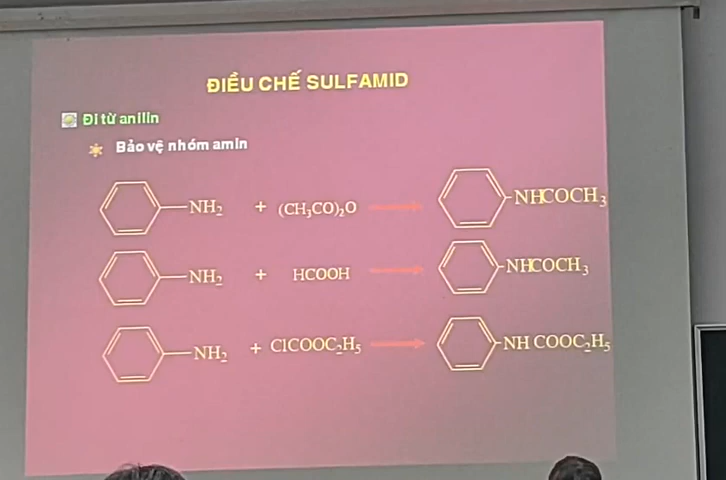 ĐIỀU CHẾ SULFAMID
Đi từ anilin
Bảo vệ nhóm amin
NH₂ + (CH₃CO)₂O NHCOCH₃
NH₂ + HCOOH NHCOCH₃
NH₂ + ClCOOC₂H₅ NH COOC₂H₅